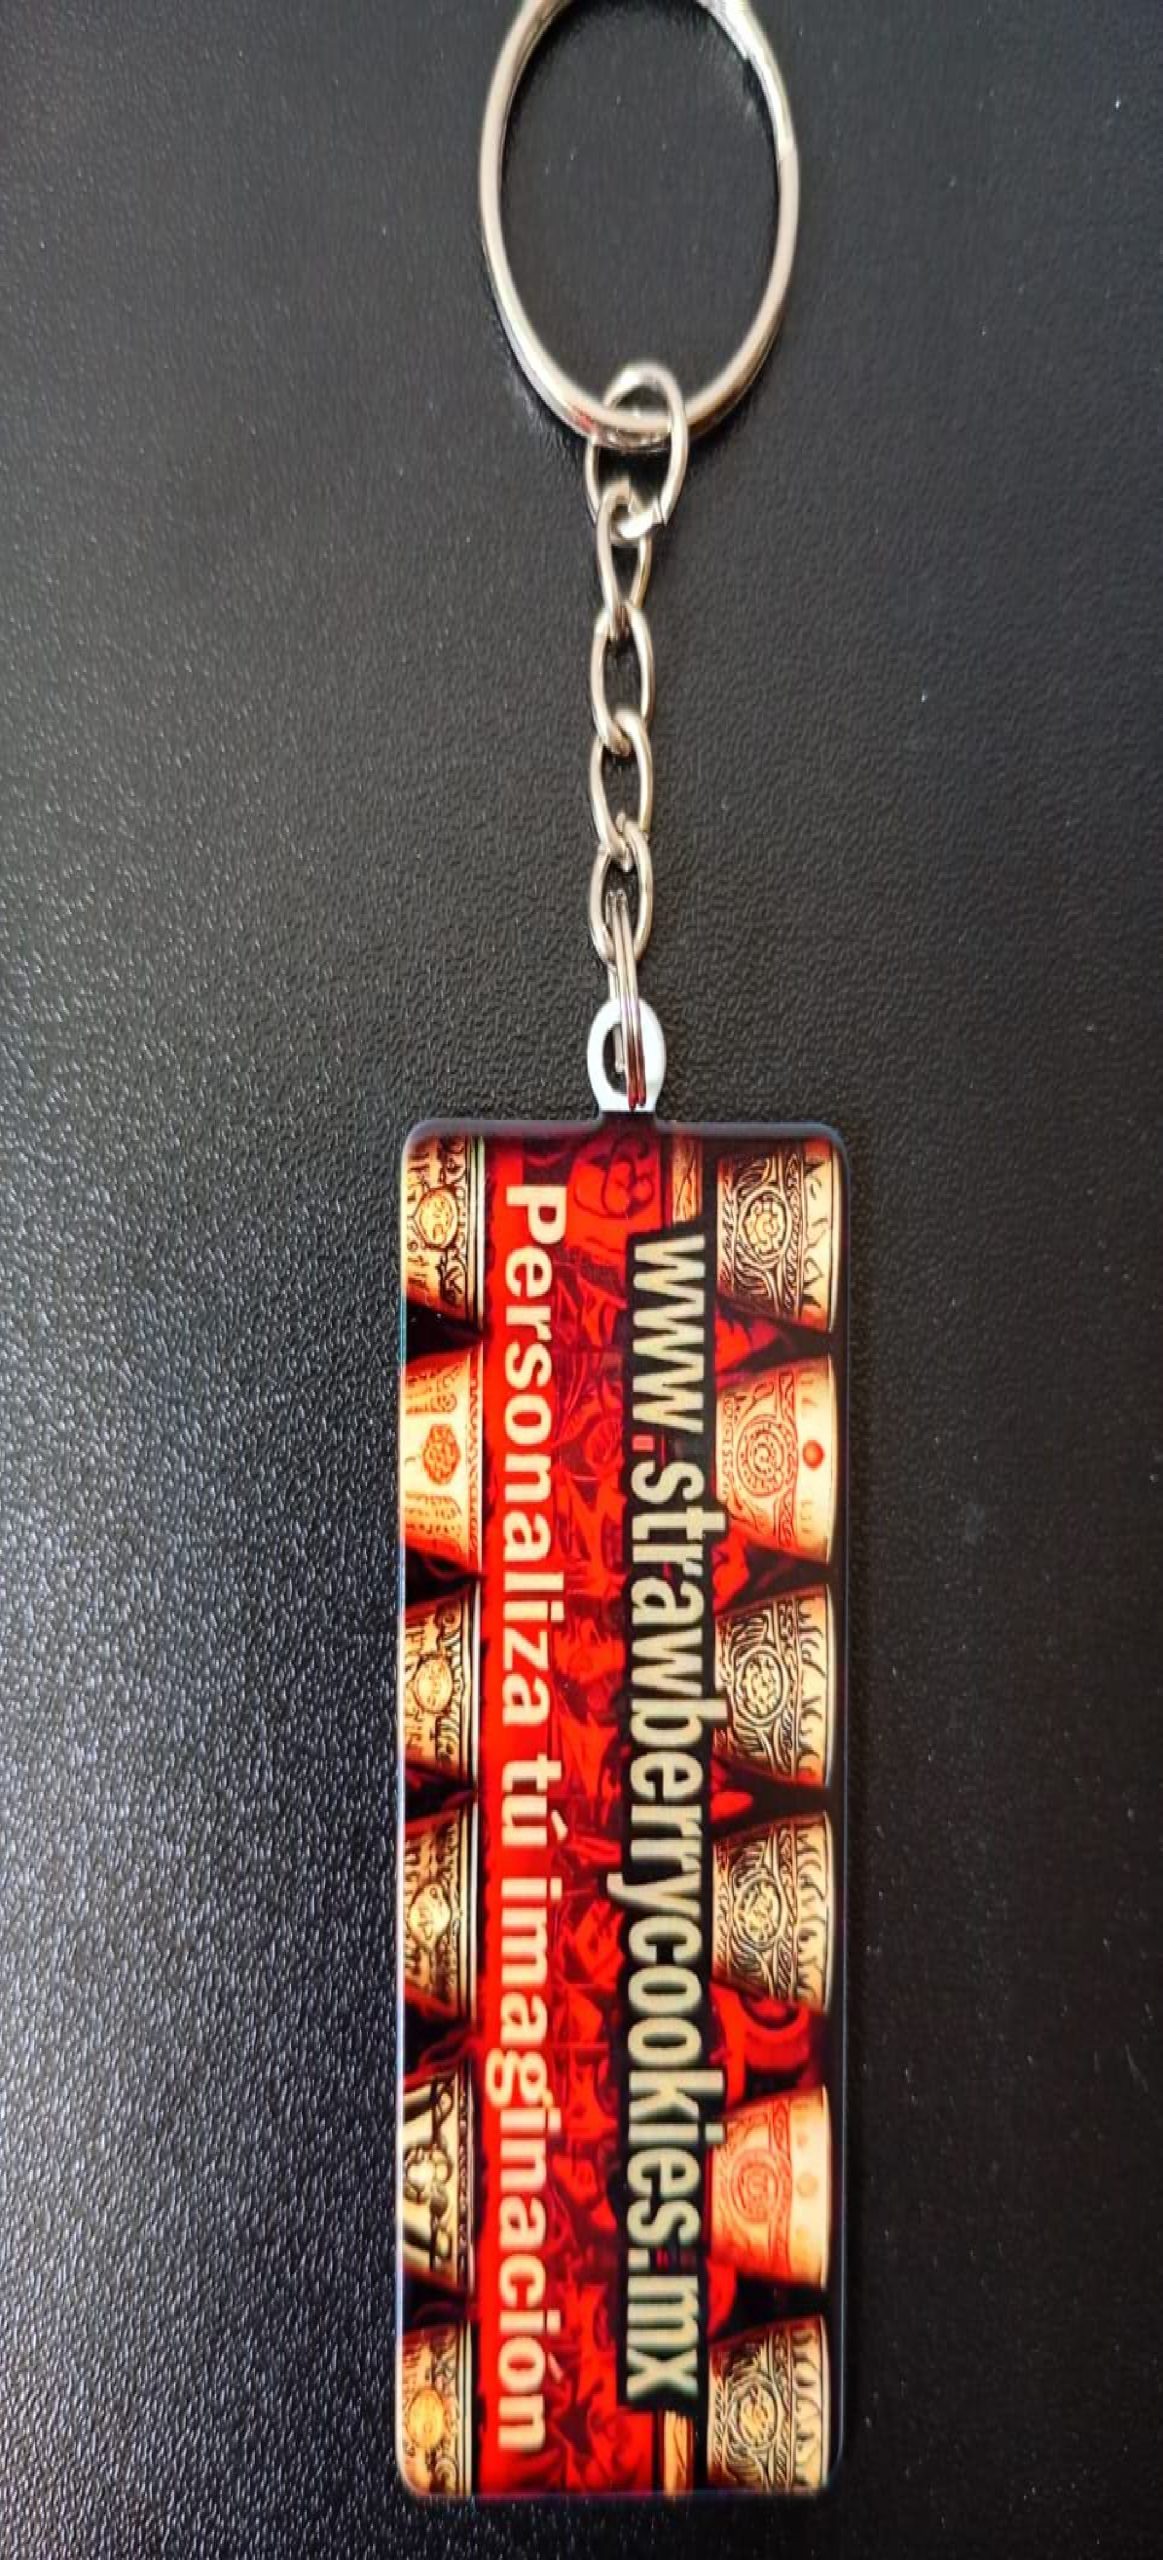 www.strawberrycookies.mx
Personaliza tú imaginación